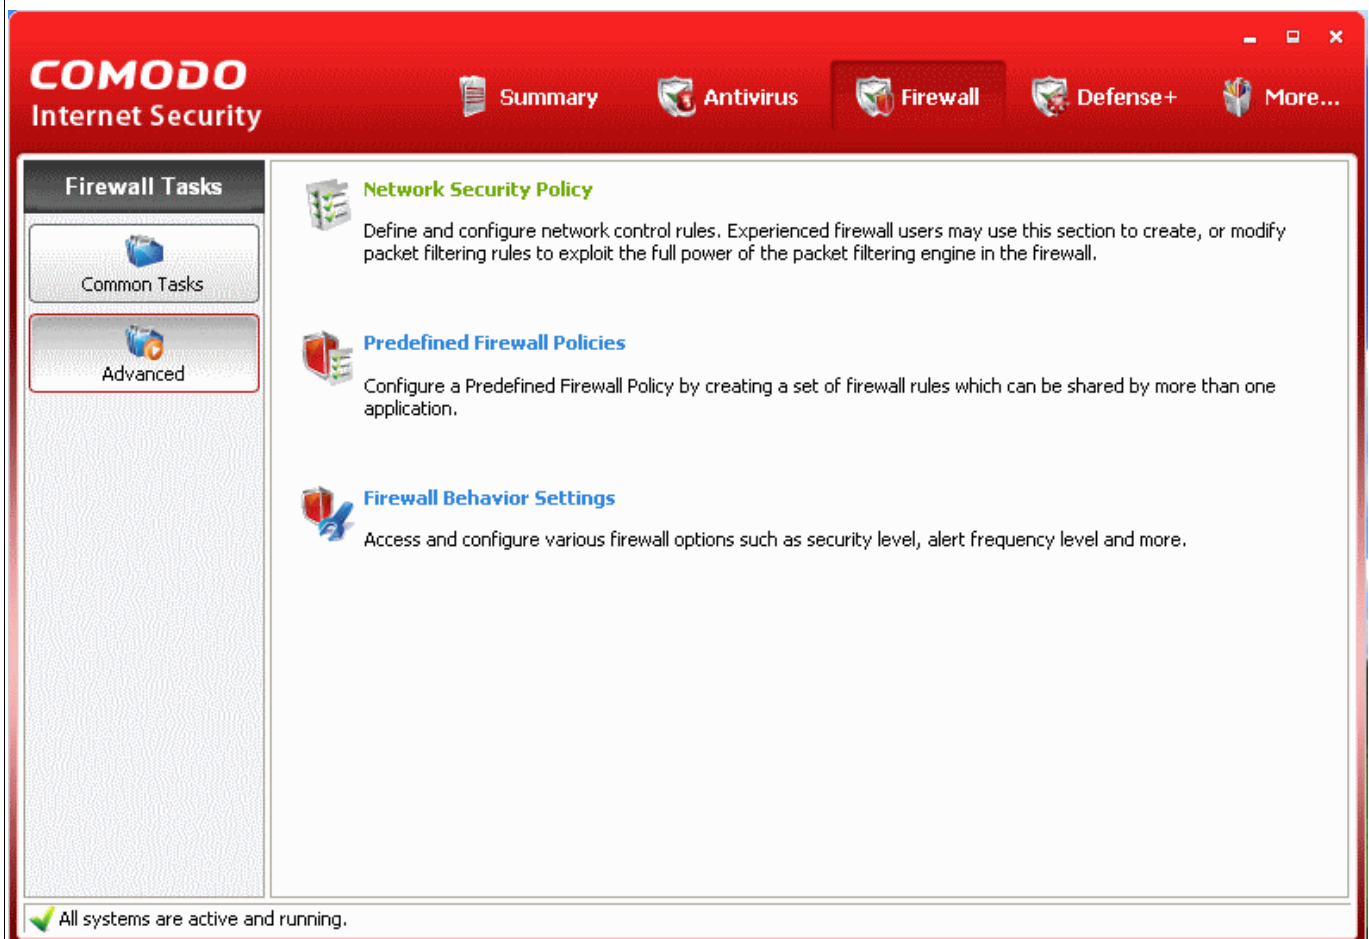 COMODO
Internet Security
Summary
Antivirus
Firewall
Defense+
More...
Firewall Tasks
Common Tasks
Advanced
Network Security Policy
Define and configure network control rules. Experienced firewall users may use this section to create, or modify
packet filtering rules to exploit the full power of the packet filtering engine in the firewall.
Predefined Firewall Policies
Configure a Predefined Firewall Policy by creating a set of firewall rules which can be shared by more than one
application.
Firewall Behavior Settings
Access and configure various firewall options such as security level, alert frequency level and more.
All systems are active and running.